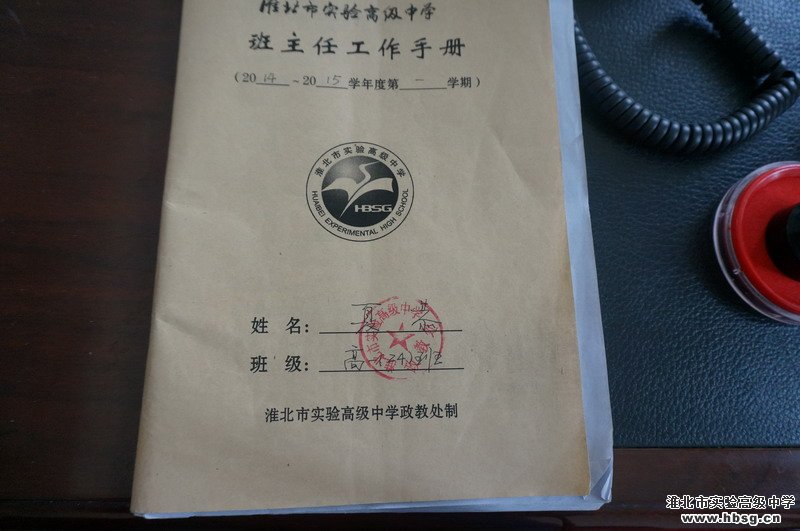 淮北市实验高级中学
班主任工作手册
(2014~2015学年度第一学期)
淮北市实验高级中学
HBSG
HUAIBEI EXPERIMENTAL HIGH SCHOOL
姓 名:
班 级: 高
淮北市实验高级中学政教处制
淮北市实验高级中学
www.hbsg.cn